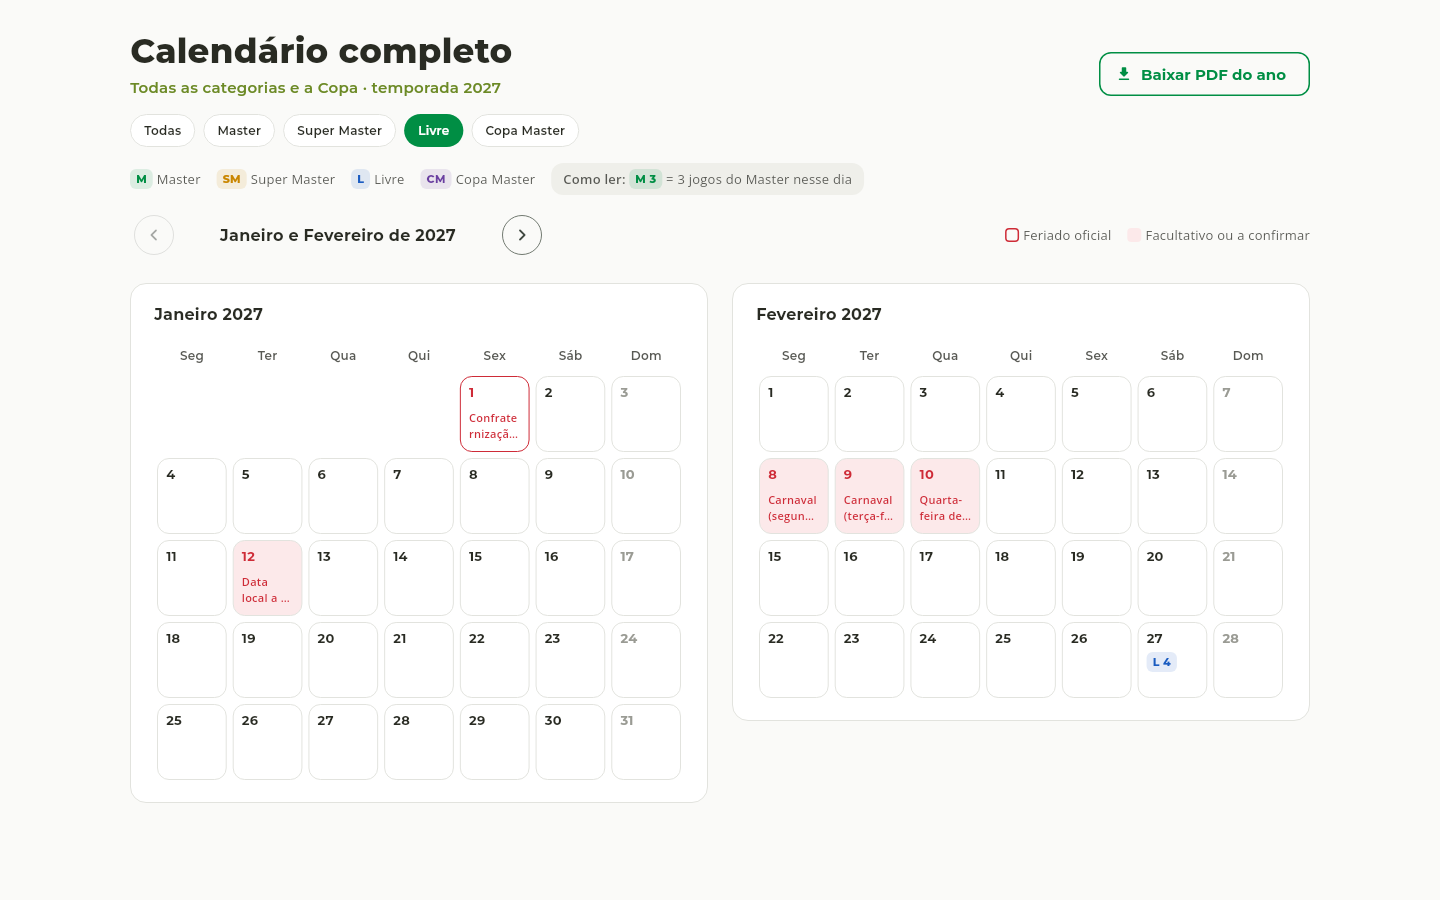 Calendário completo
Todas as categorias e a Copa · temporada 2027
Baixar PDF do ano
Todas Master Super Master Livre Copa Master
M Master SM Super Master L Livre CM Copa Master Como ler: M 3 = 3 jogos do Master nesse dia
Janeiro e Fevereiro de 2027
Feriado oficial Facultativo ou a confirmar
Janeiro 2027
Seg Ter Qua Qui Sex Sáb Dom
1 2 3
Confrate
rnizaçã...
4 5 6 7 8 9 10
11 12 13 14 15 16 17
Data
local a ...
18 19 20 21 22 23 24
25 26 27 28 29 30 31
Fevereiro 2027
Seg Ter Qua Qui Sex Sáb Dom
1 2 3 4 5 6 7
8 9 10 11 12 13 14
Carnaval Carnaval Quarta-
(segun... (terça-f... feira de...
15 16 17 18 19 20 21
22 23 24 25 26 27 28
L 4